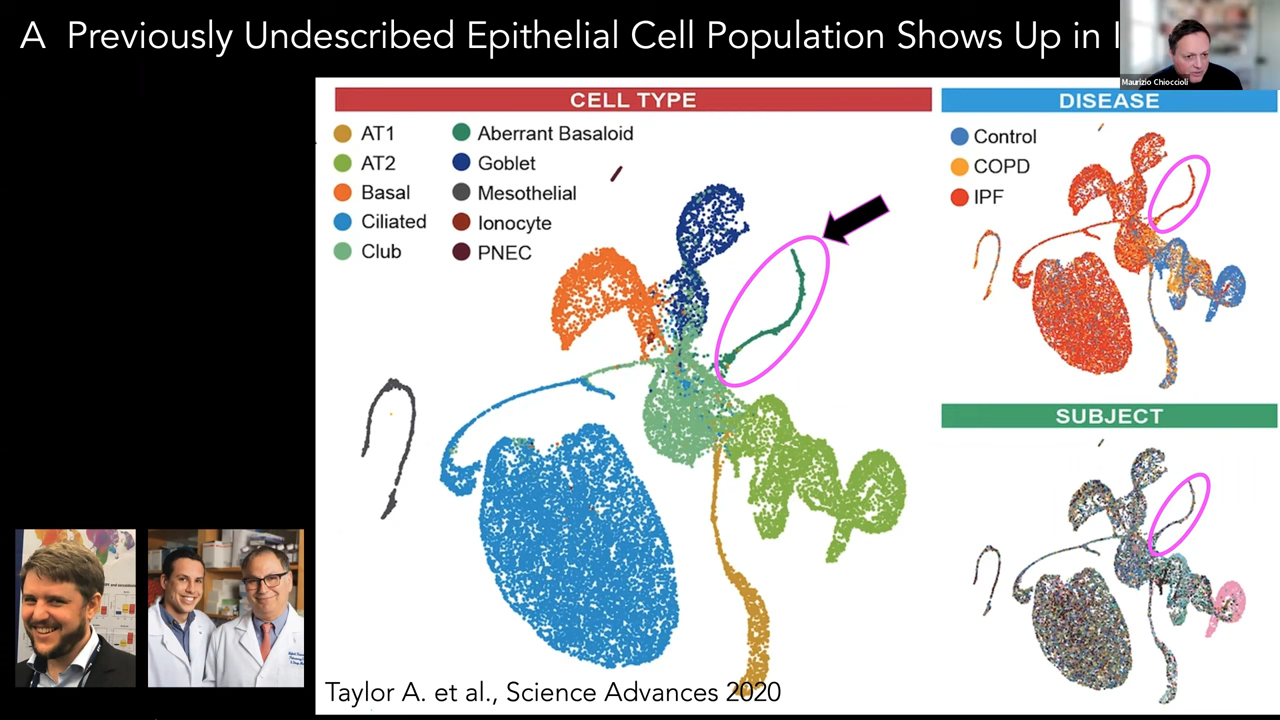 A Previously Undescribed Epithelial Cell Population Shows Up in I
Maurizio Chioccioli
CELL TYPE
AT1
AT2
Basal
Ciliated
Club
Aberrant Basaloid
Goblet
Mesothelial
Ionocyte
PNEC
DISEASE
Control
COPD
IPF
SUBJECT
Taylor A. et al., Science Advances 2020